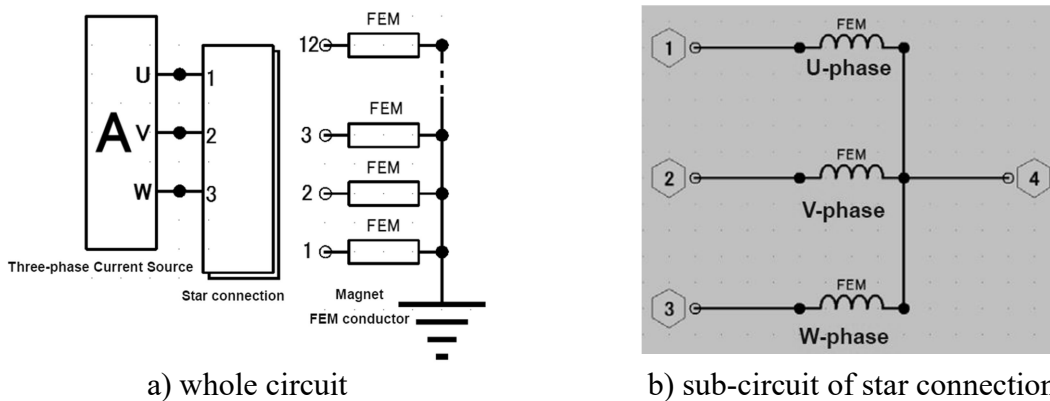 FEM
12
U
1
FEM
A
V
2
3
FEM
W
3
2
FEM
1
Three-phase Current Source
Star connection
Magnet
FEM conductor
a) whole circuit
FEM
1
U-phase
FEM
2
4
V-phase
FEM
3
W-phase
b) sub-circuit of star connection